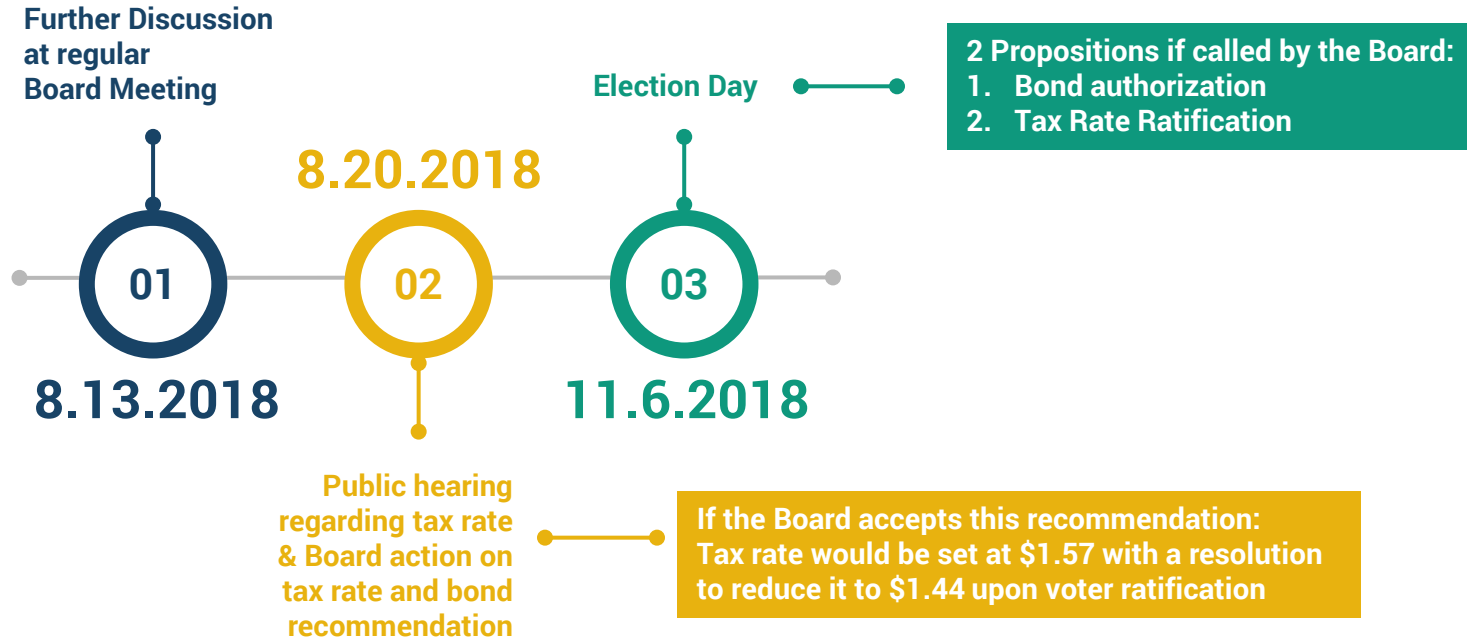 Further Discussion
at regular
Board Meeting
01
8.13.2018
8.20.2018
02
Public hearing
regarding tax rate
& Board action on
tax rate and bond
recommendation
If the Board accepts this recommendation:
Tax rate would be set at $1.57 with a resolution
to reduce it to $1.44 upon voter ratification
Election Day
03
11.6.2018
2 Propositions if called by the Board:
1. Bond authorization
2. Tax Rate Ratification